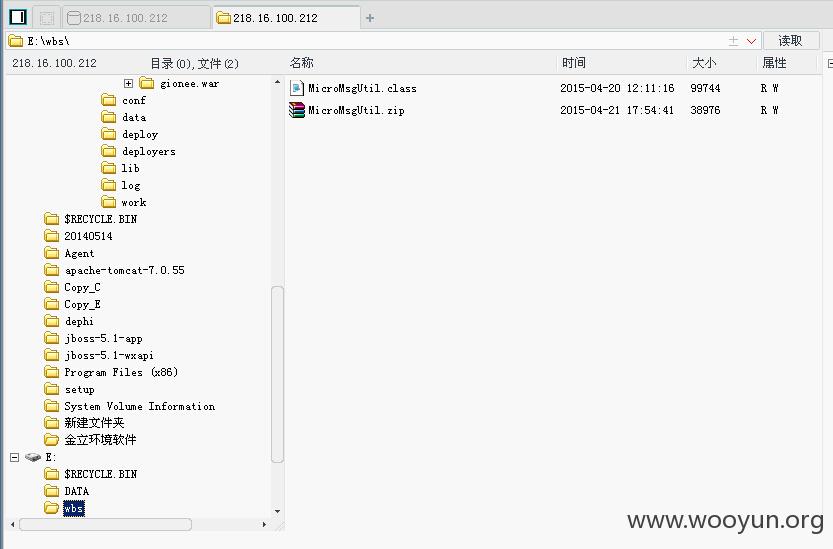 218.16.100.212
218.16.100.212
E:\wbs\
读取
218.16.100.212 目录(0),文件(2)
名称 时间 大小 属性
gionee.war
conf
data
deploy
deployers
lib
log
work
$RECYCLE.BIN
20140514
Agent
apache-tomcat-7.0.55
Copy_C
Copy_E
dephi
jboss-5.1-app
jboss-5.1-wxapi
Program Files (x86)
setup
System Volume Information
新建文件夹
金立环境软件
E:
$RECYCLE.BIN
DATA
wbs
MicroMsgUtil.class 2015-04-20 12:11:16 99744 R W
MicroMsgUtil.zip 2015-04-21 17:54:41 38976 R W
www.wooyun.org